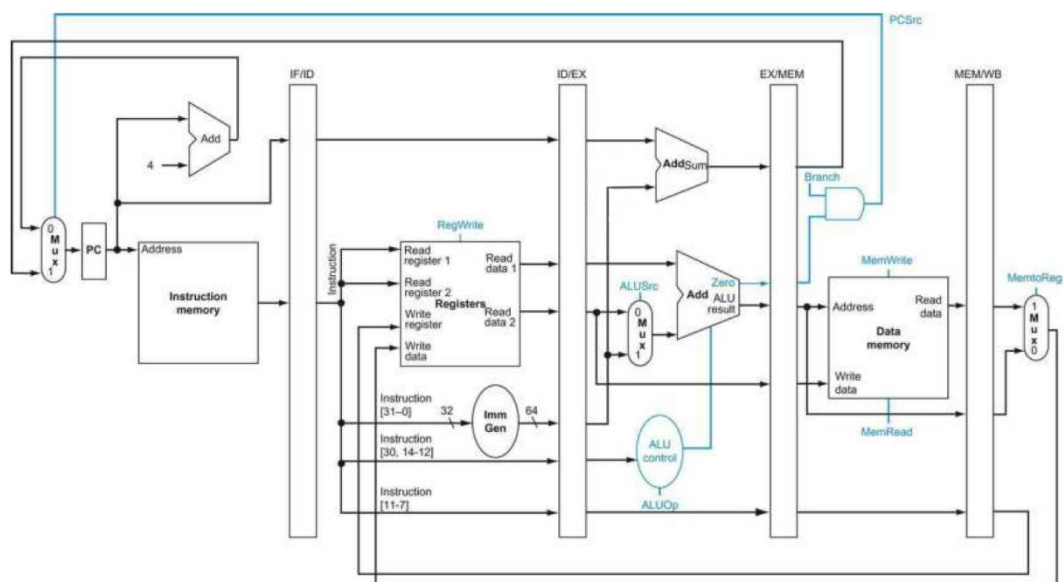 PCSrc
IF/ID
ID/EX
EX/MEM
MEM/WB
Add
4
Add Sum
Branch
0
Mux
1
PC
Address
Instruction
memory
Instruction
RegWrite
Read
register 1
Read
register 2
Write
register
Write
data
Registers
Read
data 1
Read
data 2
ALUSrc
0
Mux
1
Add
Zero
ALU
result
MemWrite
Address
Read
data
Data
memory
Write
data
MemRead
MemtoReg
1
Mux
0
Instruction
[31–0]
32
Imm
Gen
64
Instruction
[30, 14-12]
ALU
control
Instruction
[11-7]
ALUOp